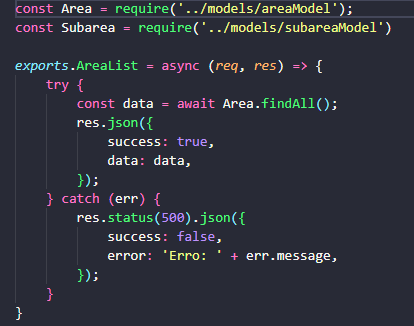 const Area = require('../models/areaModel');
const Subarea = require('../models/subareaModel')
exports.AreaList = async (req, res) => {
try {
const data = await Area.findAll();
res.json({
success: true,
data: data,
});
} catch (err) {
res.status(500).json({
success: false,
error: 'Erro: ' + err.message,
});
}
}